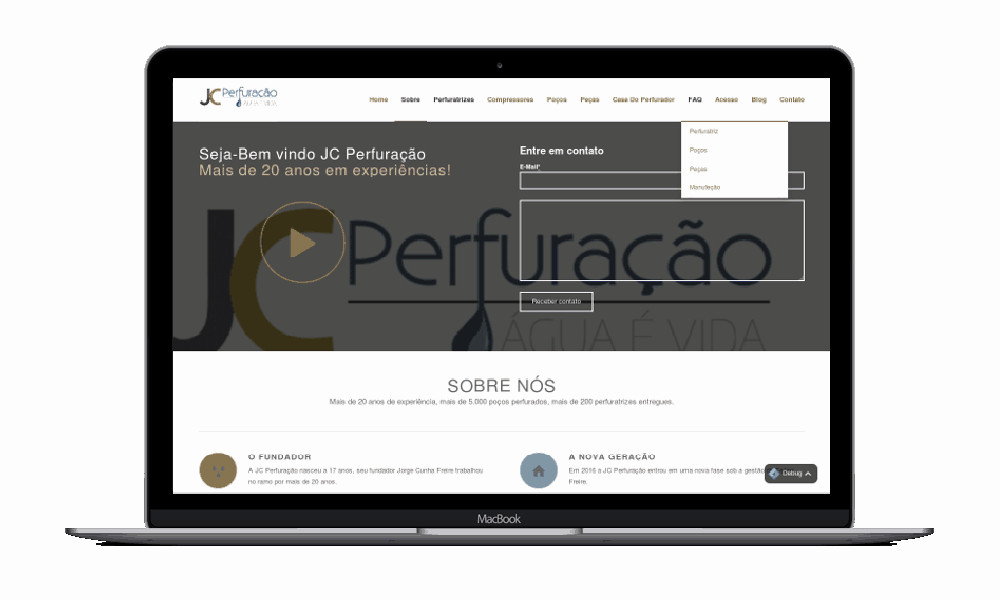 JC Perfuração
ÁGUA É VIDA
Home Sobre Perfuratrizes Compressores Poços Peças Casa Do Perfurador FAQ Acesso Blog Contato
Perfuratriz
Poços
Peças
Manutenção
Seja-Bem vindo JC Perfuração
Mais de 20 anos em experiências!
Entre em contato
E-Mail*
Receber contato
JC Perfuração
ÁGUA É VIDA
SOBRE NÓS
Mais de 20 anos de experiência, mais de 5.000 poços perfurados, mais de 200 perfuratrizes entregues.
O FUNDADOR
A JC Perfuração nasceu a 17 anos, seu fundador Jorge Cunha Freire trabalhou
no ramo por mais de 20 anos.
A NOVA GERAÇÃO
Em 2016 a JC Perfuração entrou em uma nova fase sob a gestão
Freire.
Debug
MacBook